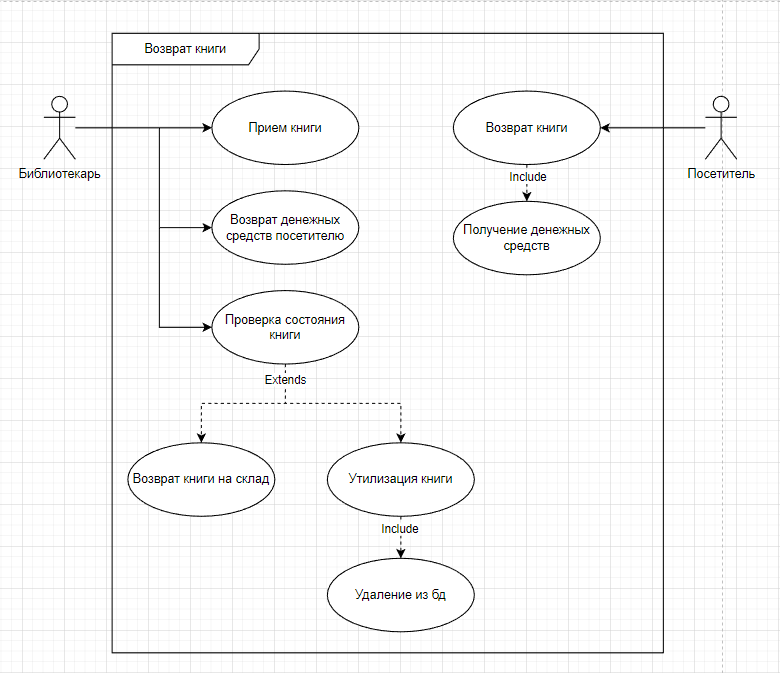 Возврат книги
Библиотекарь
Посетитель
Прием книги
Возврат книги
Include
Возврат денежных
средств посетителю
Получение денежных
средств
Проверка состояния
книги
Extends
Возврат книги на склад
Утилизация книги
Include
Удаление из бд